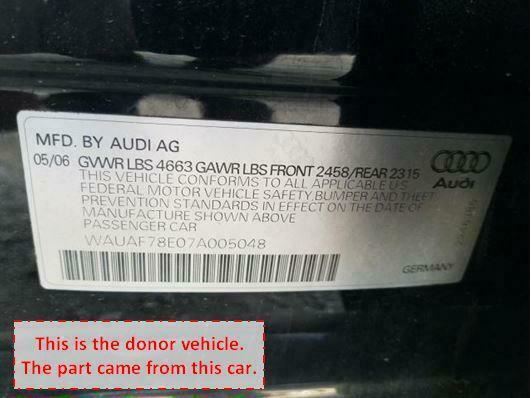 MFD. BY AUDI AG
05/06 GVWR LBS 4663 GAWR LBS FRONT 2458/REAR 2315
THIS VEHICLE CONFORMS TO ALL APPLICABLE
FEDERAL MOTOR VEHICLE SAFETY,BUMPER AND THEFT
PREVENTION STANDARDS IN EFFECT ON THE DATE OF
MANUFACTURE SHOWN ABOVE
PASSENGER CAR
WAUAF78E07A005048
Audi
GERMANY
This is the donor vehicle.
The part came from this car.